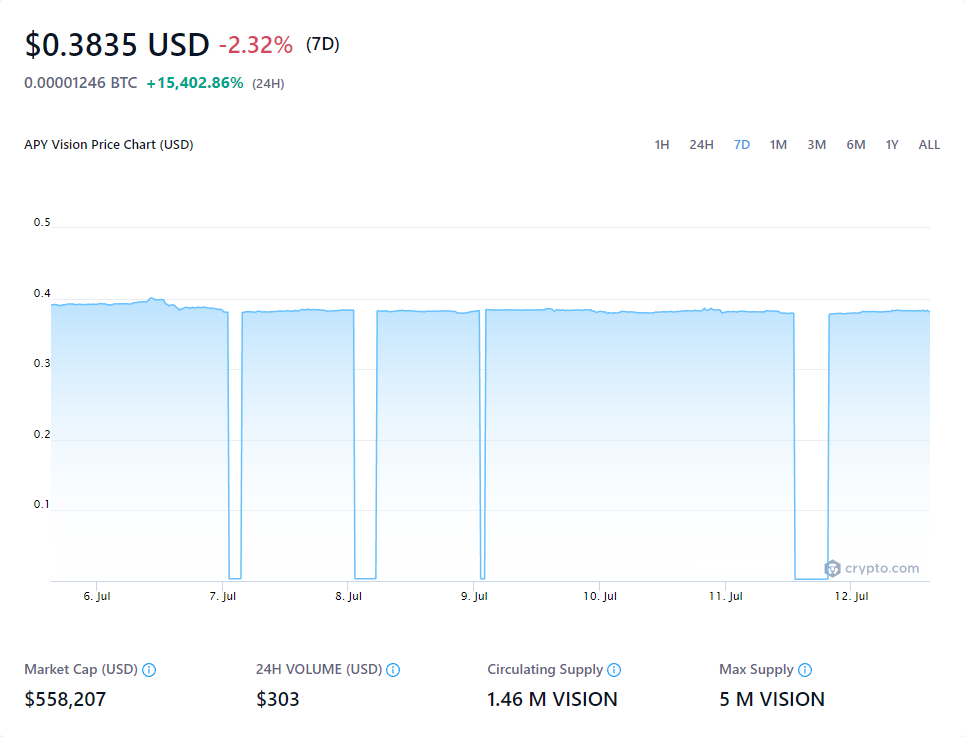 $0.3835 USD -2.32% (7D)
0.00001246 BTC +15,402.86% (24H)
APY Vision Price Chart (USD) 1H 24H 7D 1M 3M 6M 1Y ALL
0.5
0.4
0.3
0.2
0.1
crypto.com
6. Jul 7. Jul 8. Jul 9. Jul 10. Jul 11. Jul 12. Jul
Market Cap (USD) 24H VOLUME (USD) Circulating Supply Max Supply
$558,207 $303 1.46 M VISION 5 M VISION